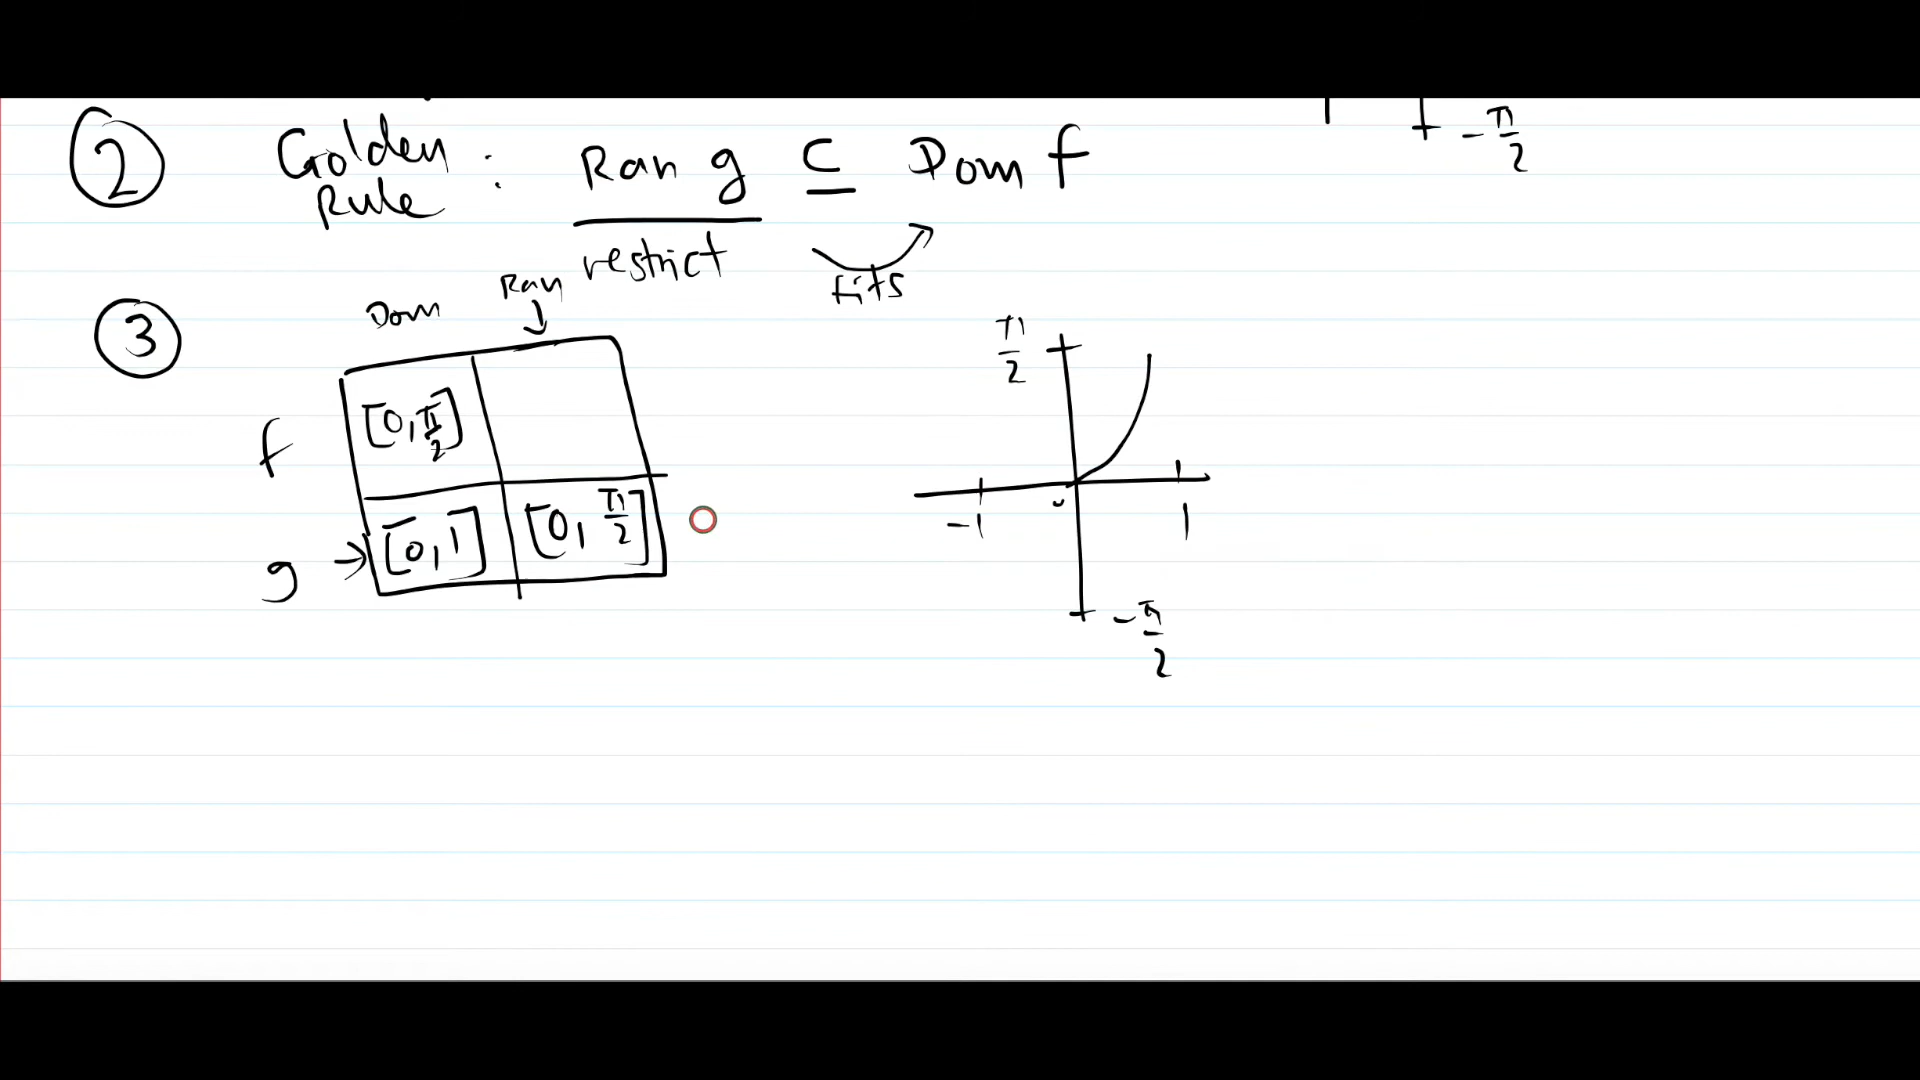 ② Golden Rule : Ran g ⊆ Dom f
restrict
fits
-π/2
③
Dom Ran
f [0, π/2]
g → [0, 1] [0, π/2]
π/2
-1 0 1
-π/2